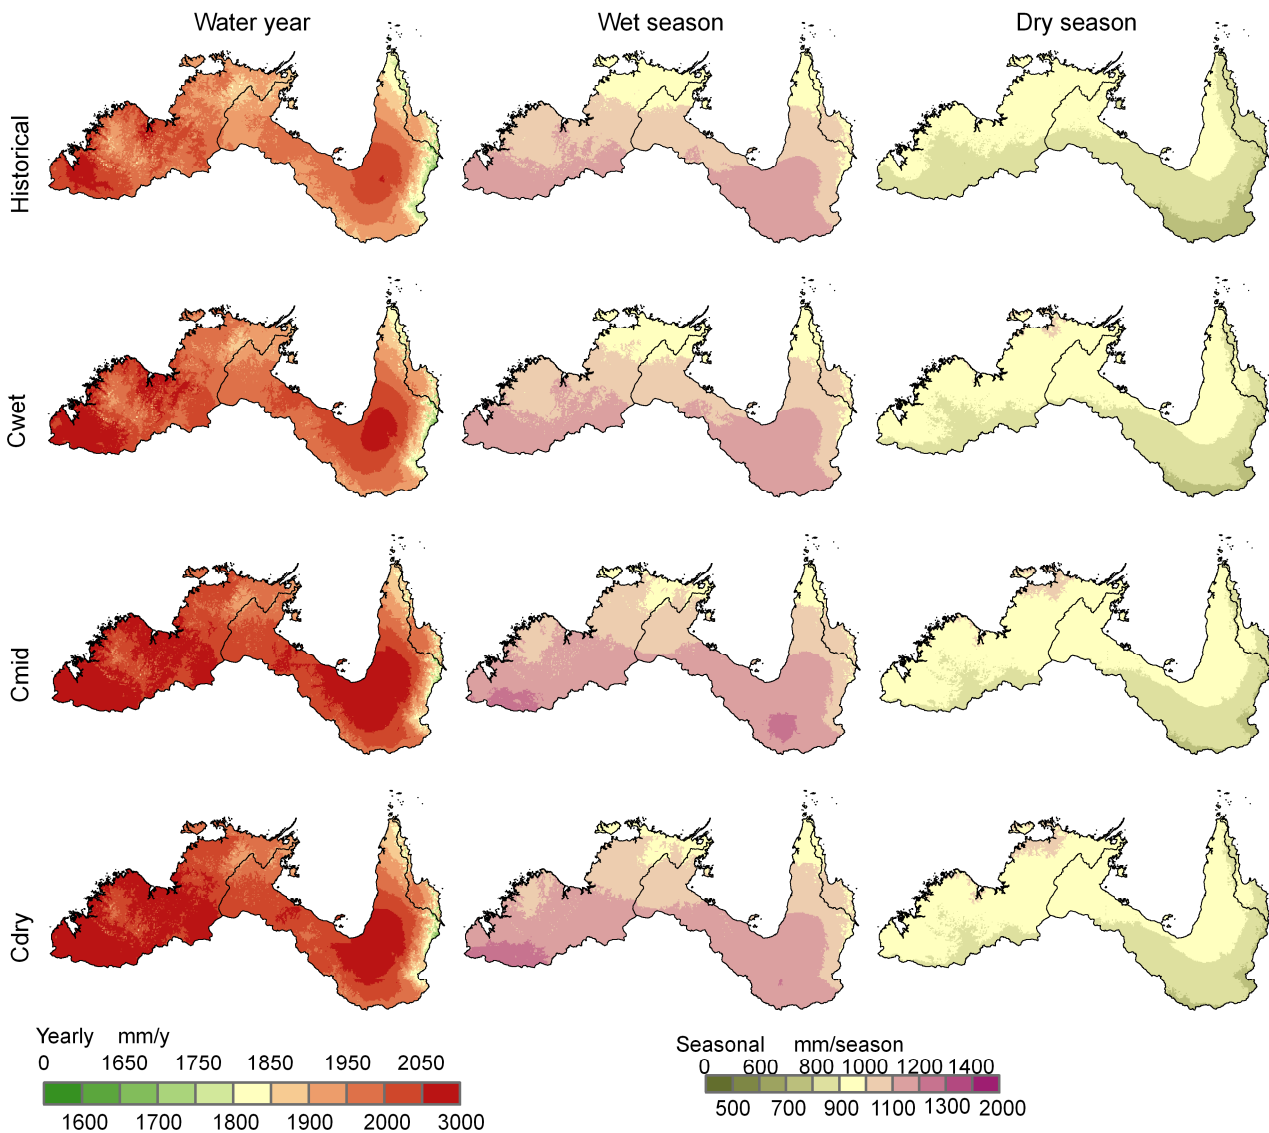 Water year
Wet season
Dry season
Historical
Cwet
Cmid
Cdry
Yearly mm/y
0 1650 1750 1850 1950 2050
1600 1700 1800 1900 2000 3000
Seasonal mm/season
0 600 800 1000 1200 1400
500 700 900 1100 1300 2000